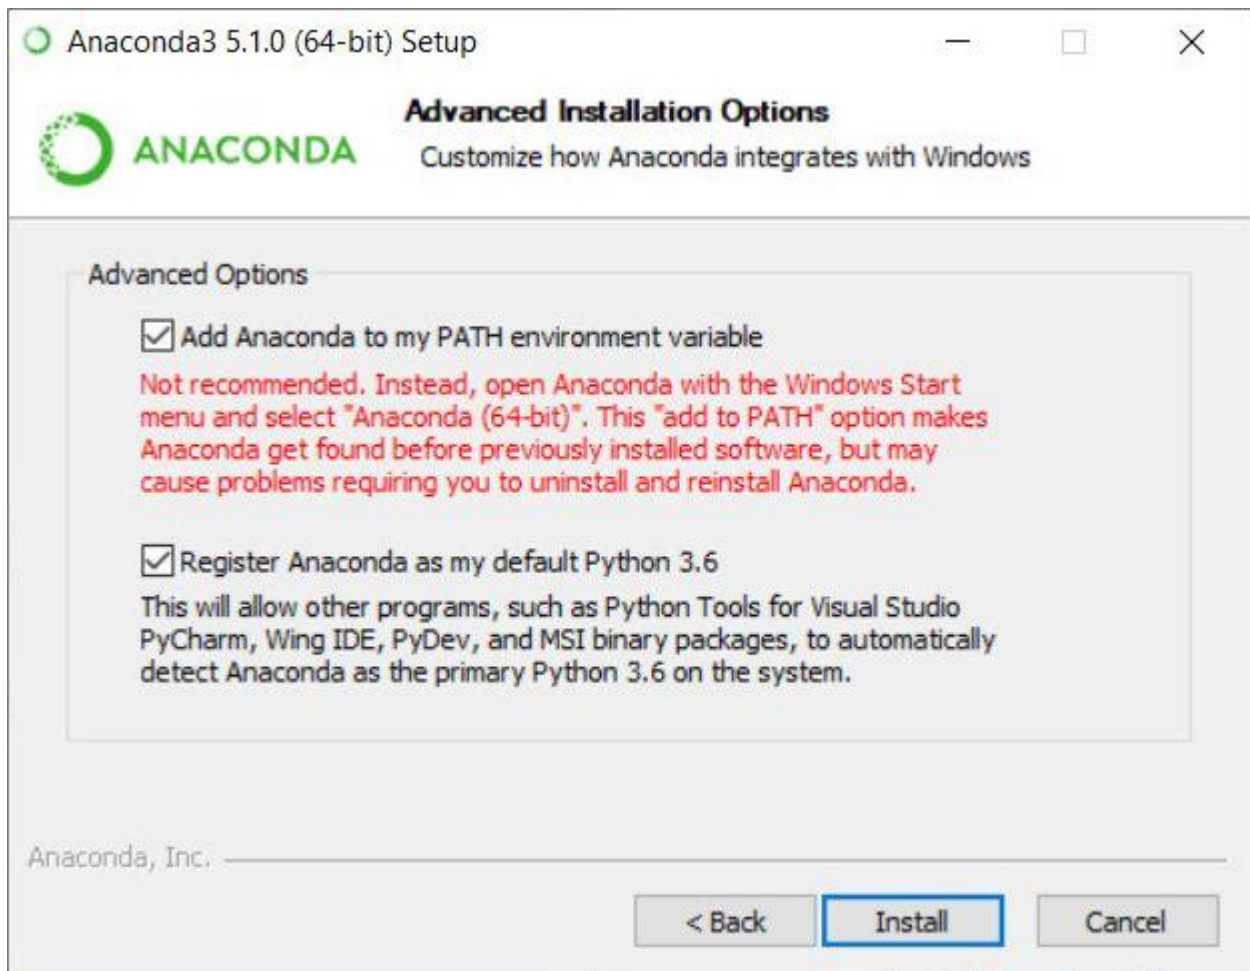 Anaconda3 5.1.0 (64-bit) Setup
ANACONDA
Advanced Installation Options
Customize how Anaconda integrates with Windows
Advanced Options
Add Anaconda to my PATH environment variable
Not recommended. Instead, open Anaconda with the Windows Start
menu and select "Anaconda (64-bit)". This "add to PATH" option makes
Anaconda get found before previously installed software, but may
cause problems requiring you to uninstall and reinstall Anaconda.
Register Anaconda as my default Python 3.6
This will allow other programs, such as Python Tools for Visual Studio
PyCharm, Wing IDE, PyDev, and MSI binary packages, to automatically
detect Anaconda as the primary Python 3.6 on the system.
Anaconda, Inc.
< Back
Install
Cancel